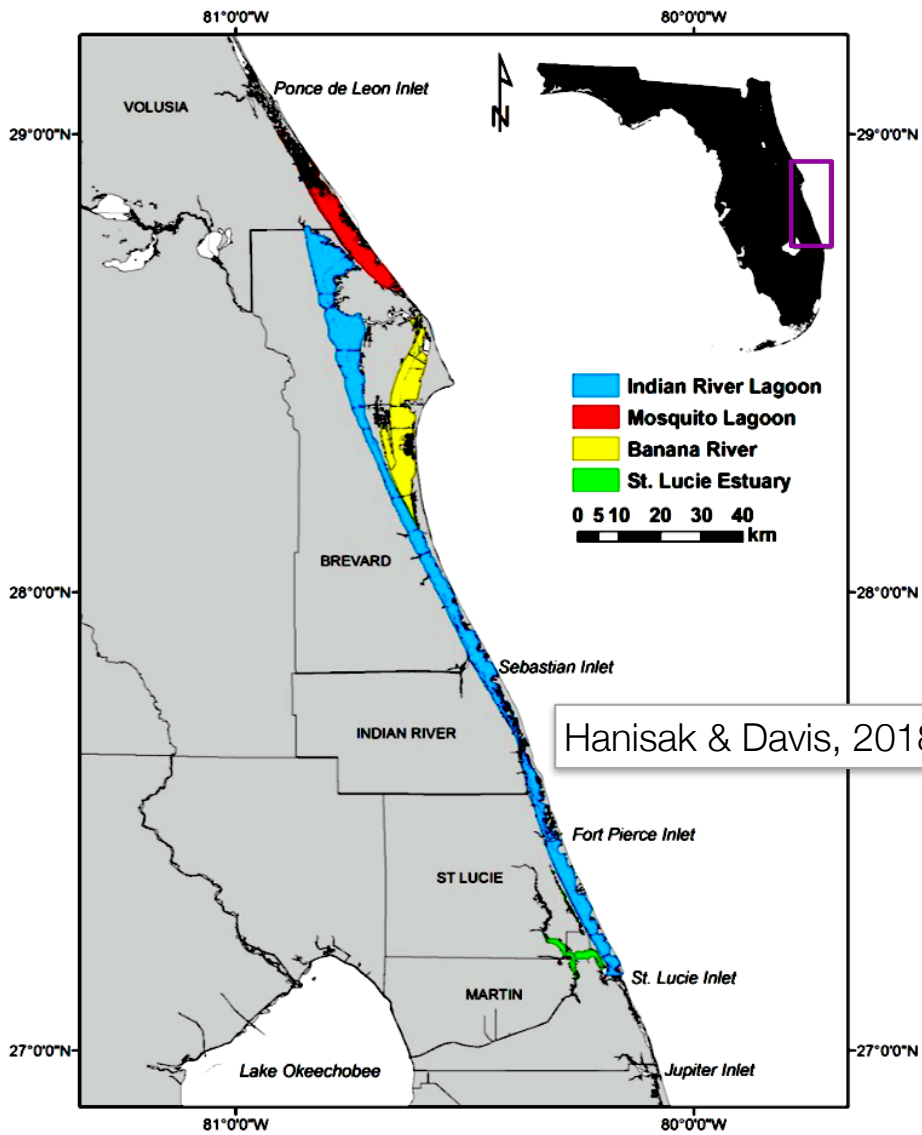 81°0'0"W
80°0'0"W
Ponce de Leon Inlet
VOLUSIA
N
29°0'0"N
29°0'0"N
Indian River Lagoon
Mosquito Lagoon
Banana River
St. Lucie Estuary
0 5 10 20 30 40
km
BREVARD
28°0'0"N
28°0'0"N
Sebastian Inlet
INDIAN RIVER
Hanisak & Davis, 2018
Fort Pierce Inlet
ST LUCIE
St. Lucie Inlet
MARTIN
27°0'0"N
27°0'0"N
Lake Okeechobee
Jupiter Inlet
81°0'0"W
80°0'0"W